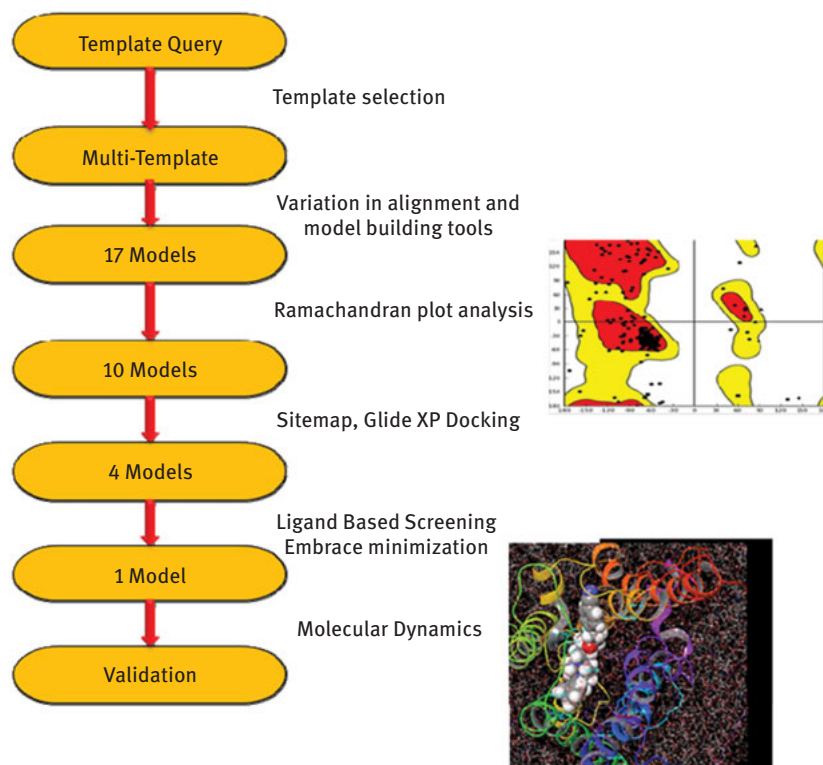 Template Query
Template selection
Multi-Template
Variation in alignment and
model building tools
17 Models
Ramachandran plot analysis
10 Models
Sitemap, Glide XP Docking
4 Models
Ligand Based Screening
Embrace minimization
1 Model
Molecular Dynamics
Validation